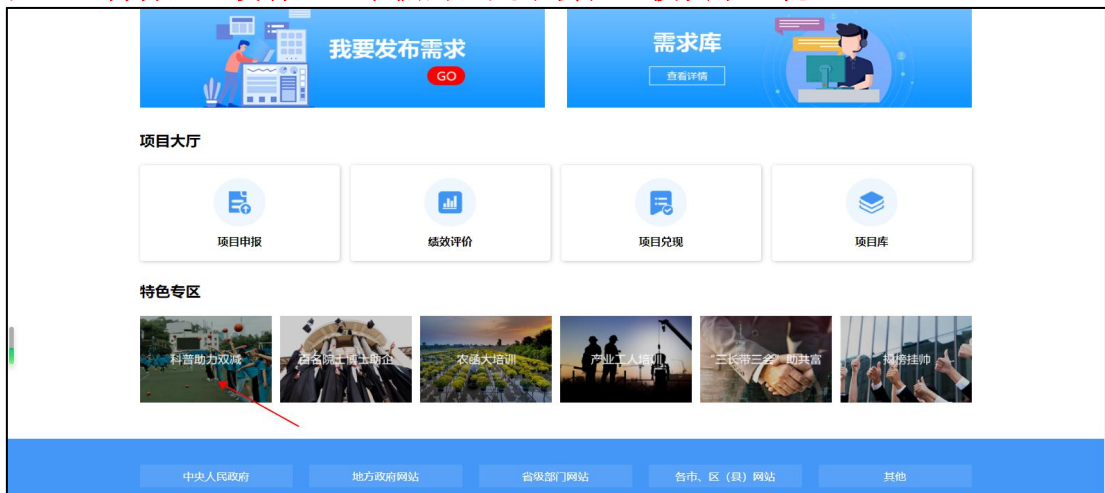 我要发布需求
GO
需求库
查看详情
项目大厅
项目申报
绩效评价
项目兑现
项目库
特色专区
科普助力双减
百名院士博士助企
农函大培训
产业工人培训
“三长带三会”助共富
揭榜挂帅
中央人民政府
地方政府网站
省级部门网站
各市、区（县）网站
其他